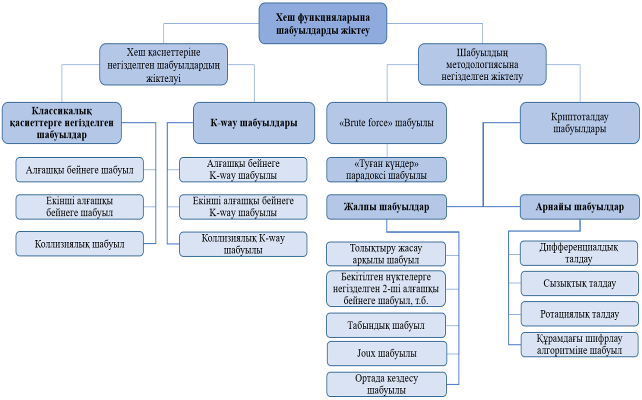 Хеш функцияларына
шабуылдарды жіктеу
Хеш қасиеттеріне
негізделген шабуылдардың
жіктелуі
Шабуылдың
методологиясына
негізделген жіктелу
Классикалық
қасиеттерге негізделген
шабуылдар
K-way шабуылдары
«Brute force» шабуылы
Криптоталдау
шабуылдары
Алғашқы бейнеге шабуыл
Екінші алғашқы
бейнеге шабуыл
Коллизиялық шабуыл
Алғашқы бейнеге
K-way шабуылы
Екінші алғашқы бейнеге
K-way шабуылы
Коллизиялық K-way
шабуылы
«Туған күндер»
парадоксі шабуылы
Жалпы шабуылдар
Арнайы шабуылдар
Толықтыру жасау
арқылы шабуыл
Бекітілген нүктелерге
негізделген 2-ші алғашқы
бейнеге шабуыл, т.б.
Табындық шабуыл
Joux шабуылы
Ортада кездесу
шабуылы
Дифференциалдық
талдау
Сызықтық талдау
Ротациялық талдау
Құрамдағы шифрлау
алгоритміне шабуыл